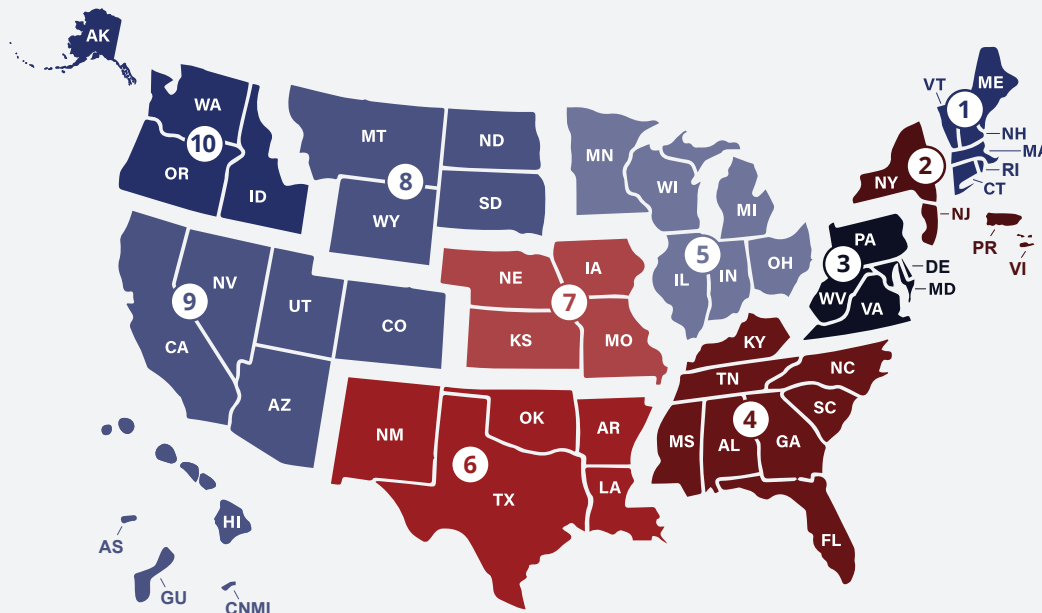 AK
WA
10
OR
ID
MT
ND
8
WY
SD
MN
WI
MI
5
IL
IN
OH
VT
1
ME
NH
MA
RI
CT
2
NY
NJ
PR
VI
PA
3
DE
MD
WV
VA
NV
9
UT
CO
CA
AZ
NE
IA
7
KS
MO
KY
TN
NC
4
SC
MS
AL
GA
FL
NM
OK
AR
6
TX
LA
HI
AS
GU
CNMI